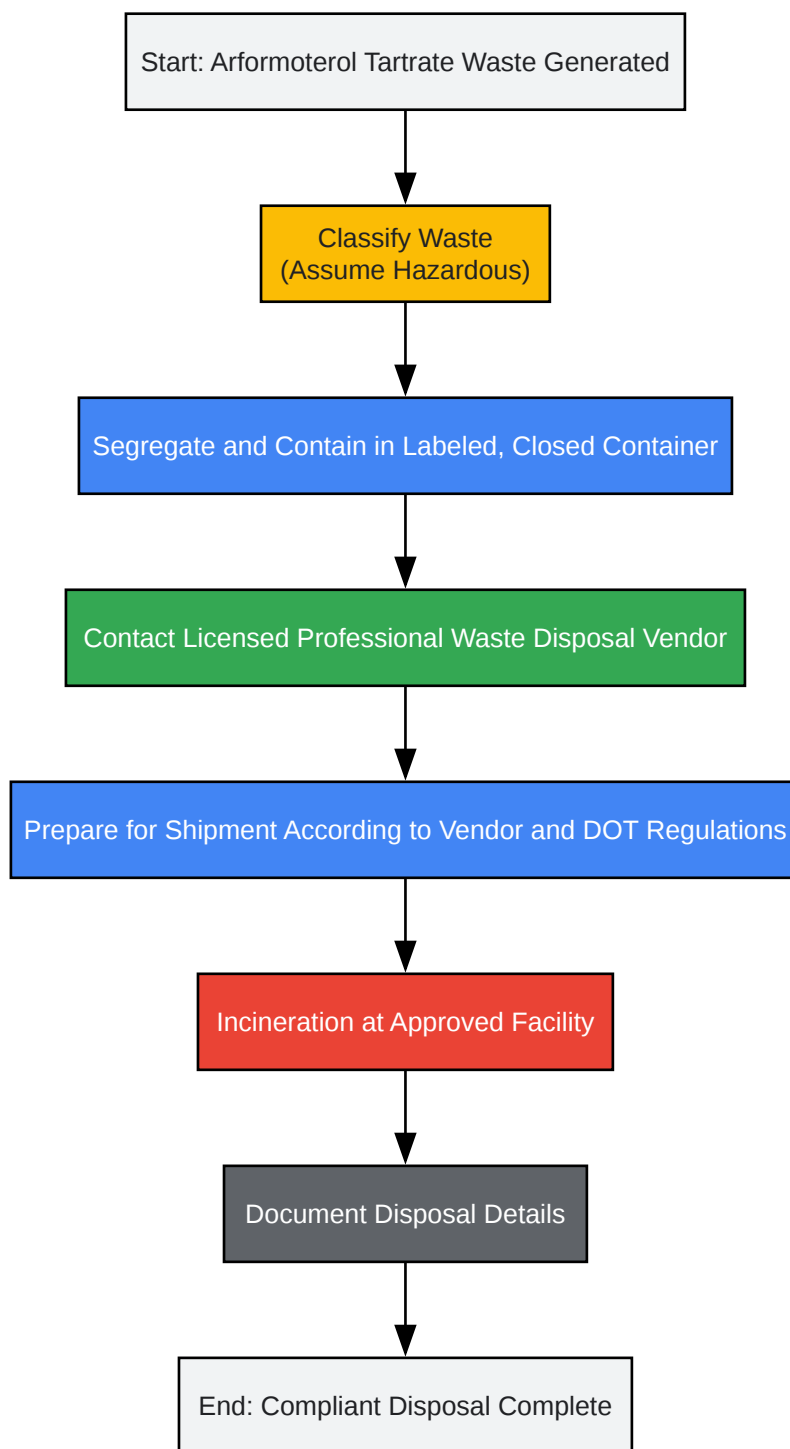 Start: Arformoterol Tartrate Waste Generated
Classify Waste
(Assume Hazardous)
Segregate and Contain in Labeled, Closed Container
Contact Licensed Professional Waste Disposal Vendor
Prepare for Shipment According to Vendor and DOT Regulations
Incineration at Approved Facility
Document Disposal Details
End: Compliant Disposal Complete